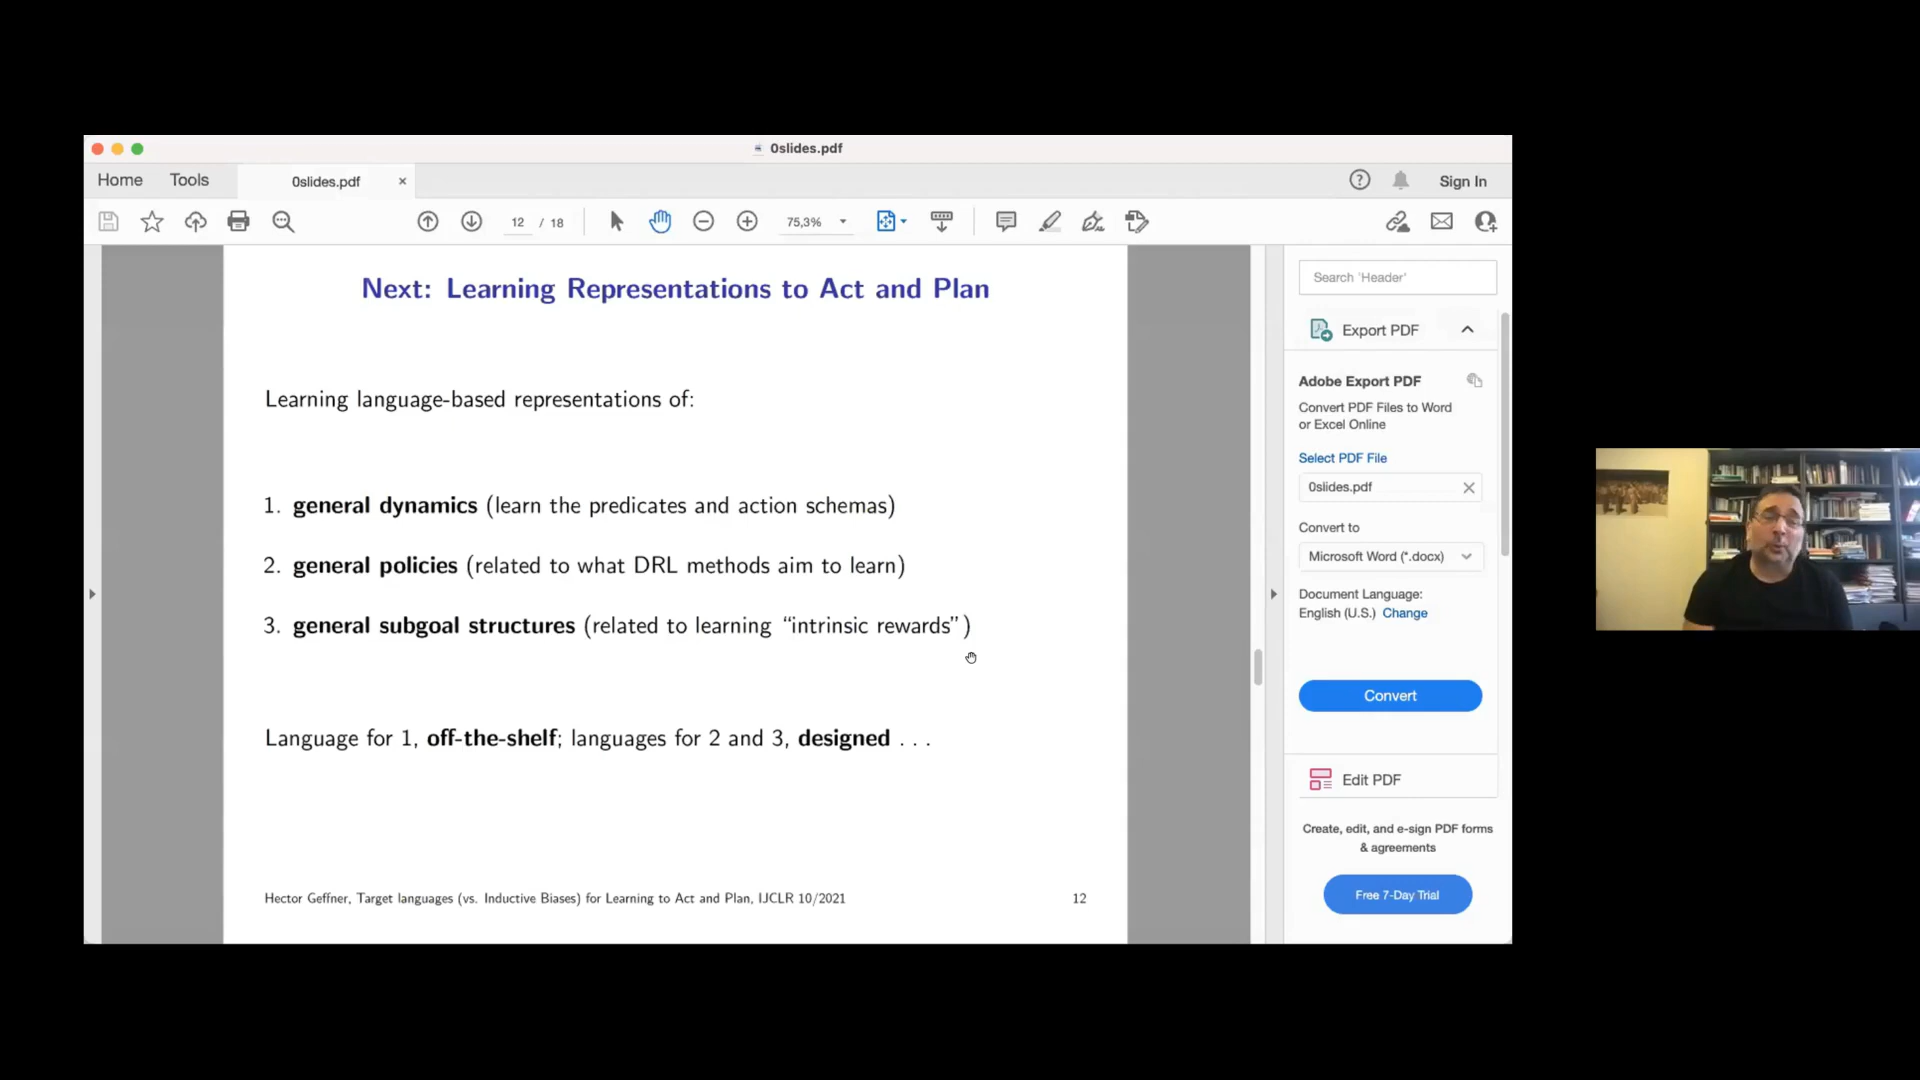 0slides.pdf
Home
Tools
0slides.pdf
Sign In
12 / 18
75,3%
Next: Learning Representations to Act and Plan
Learning language-based representations of:
1. general dynamics (learn the predicates and action schemas)
2. general policies (related to what DRL methods aim to learn)
3. general subgoal structures (related to learning “intrinsic rewards”)
Language for 1, off-the-shelf; languages for 2 and 3, designed . . .
Hector Geffner, Target languages (vs. Inductive Biases) for Learning to Act and Plan, IJCLR 10/2021
12
Search 'Header'
Export PDF
Adobe Export PDF
Convert PDF Files to Word
or Excel Online
Select PDF File
0slides.pdf
Convert to
Microsoft Word (*.docx)
Document Language:
English (U.S.) Change
Convert
Edit PDF
Create, edit, and e-sign PDF forms
& agreements
Free 7-Day Trial